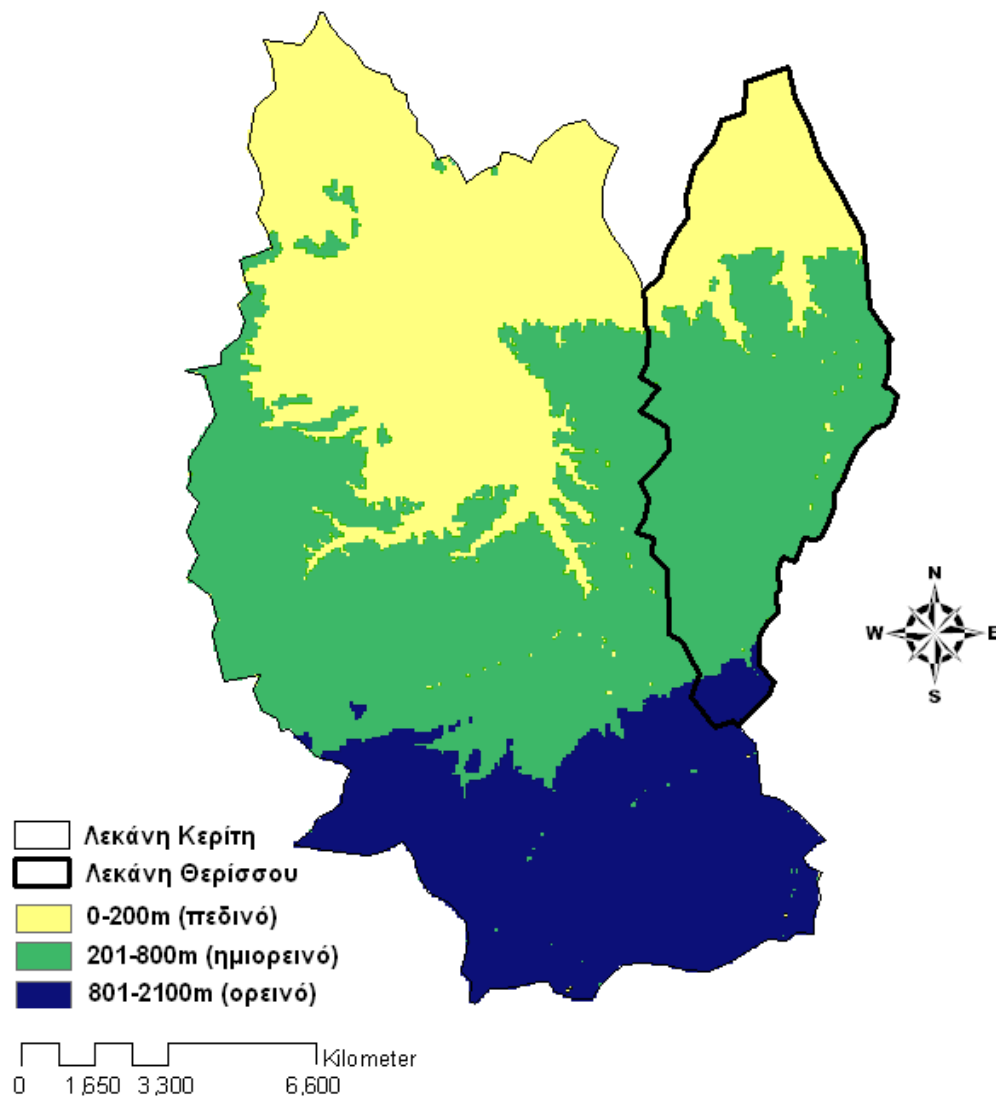 N
W E
S
Λεκάνη Κερίτη
Λεκάνη Θερίσσου
0-200m (πεδινό)
201-800m (ημιορεινό)
801-2100m (ορεινό)
Kilometer
0 1,650 3,300 6,600